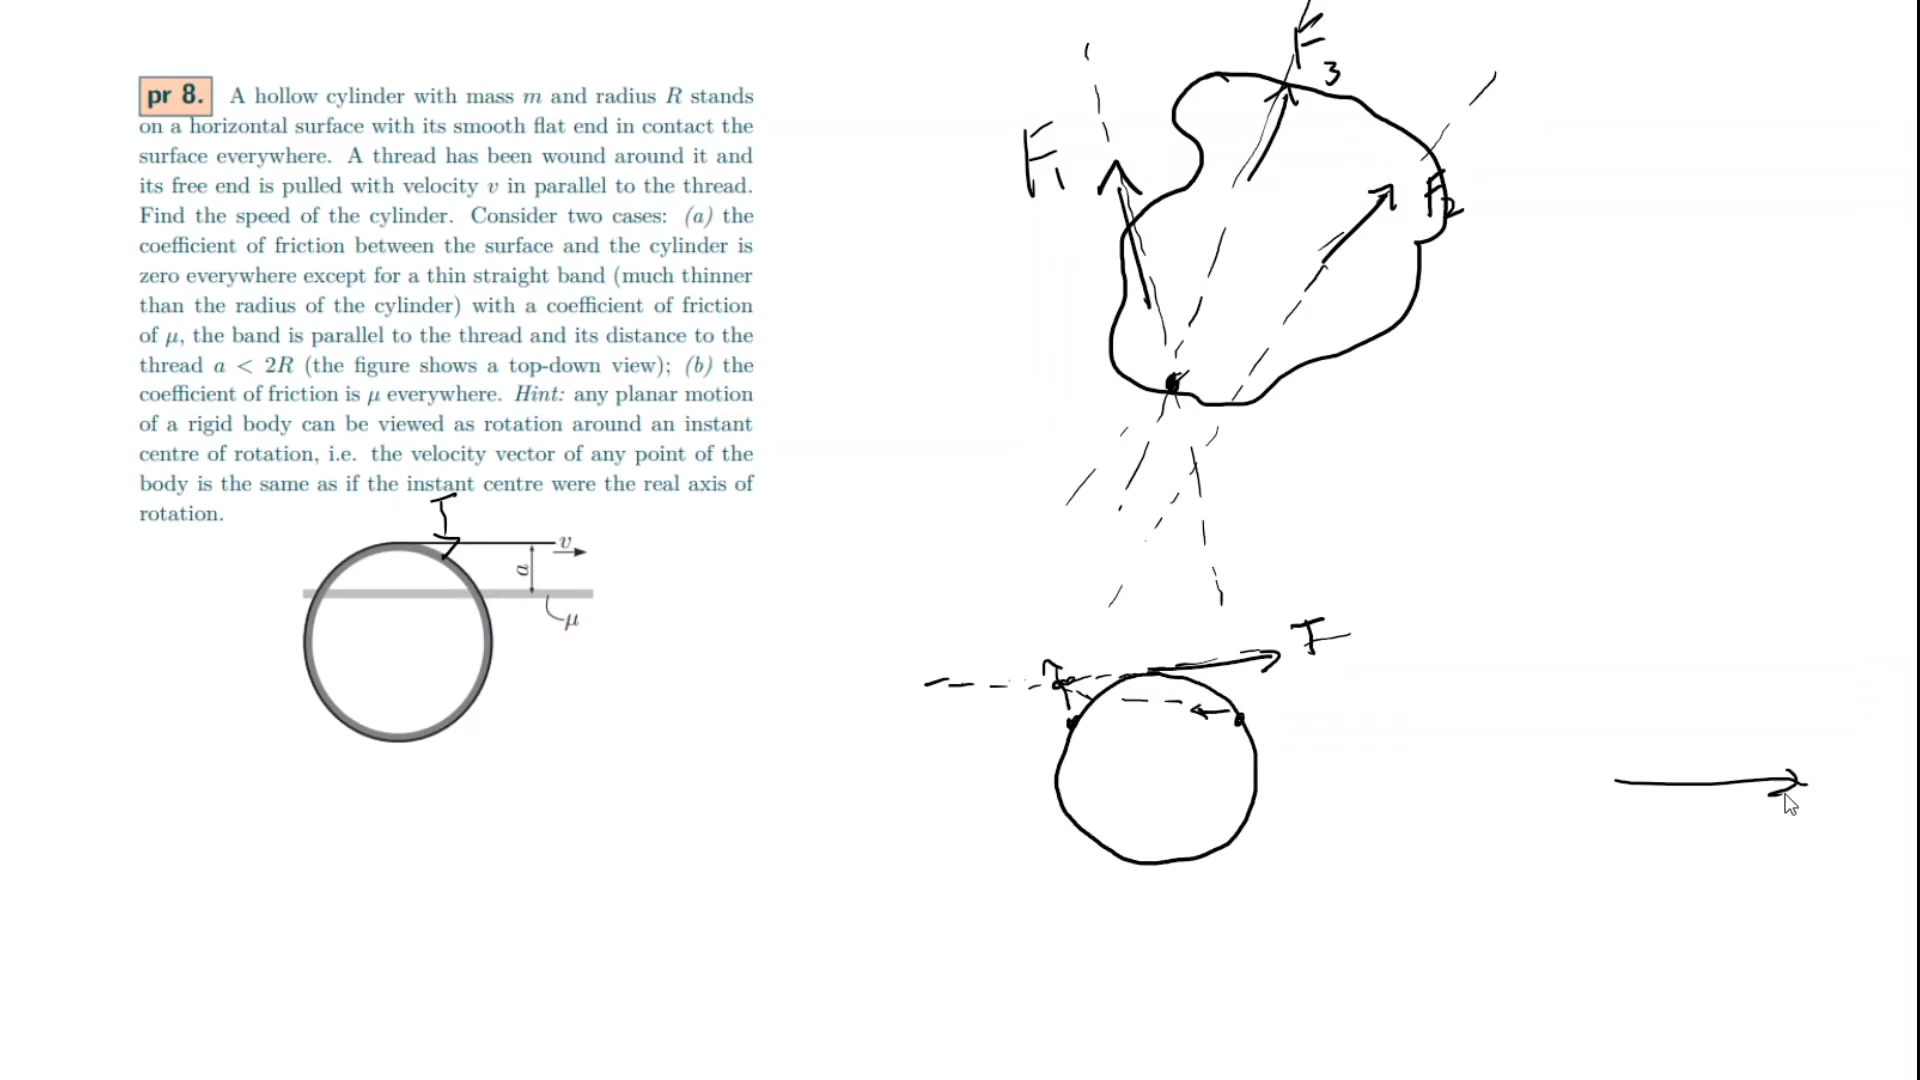 pr 8. A hollow cylinder with mass m and radius R stands
on a horizontal surface with its smooth flat end in contact the
surface everywhere. A thread has been wound around it and
its free end is pulled with velocity v in parallel to the thread.
Find the speed of the cylinder. Consider two cases: (a) the
coefficient of friction between the surface and the cylinder is
zero everywhere except for a thin straight band (much thinner
than the radius of the cylinder) with a coefficient of friction
of μ, the band is parallel to the thread and its distance to the
thread a < 2R (the figure shows a top-down view); (b) the
coefficient of friction is μ everywhere. Hint: any planar motion
of a rigid body can be viewed as rotation around an instant
centre of rotation, i.e. the velocity vector of any point of the
body is the same as if the instant centre were the real axis of
rotation.
v
a
μ
F₃
F₁
F₂